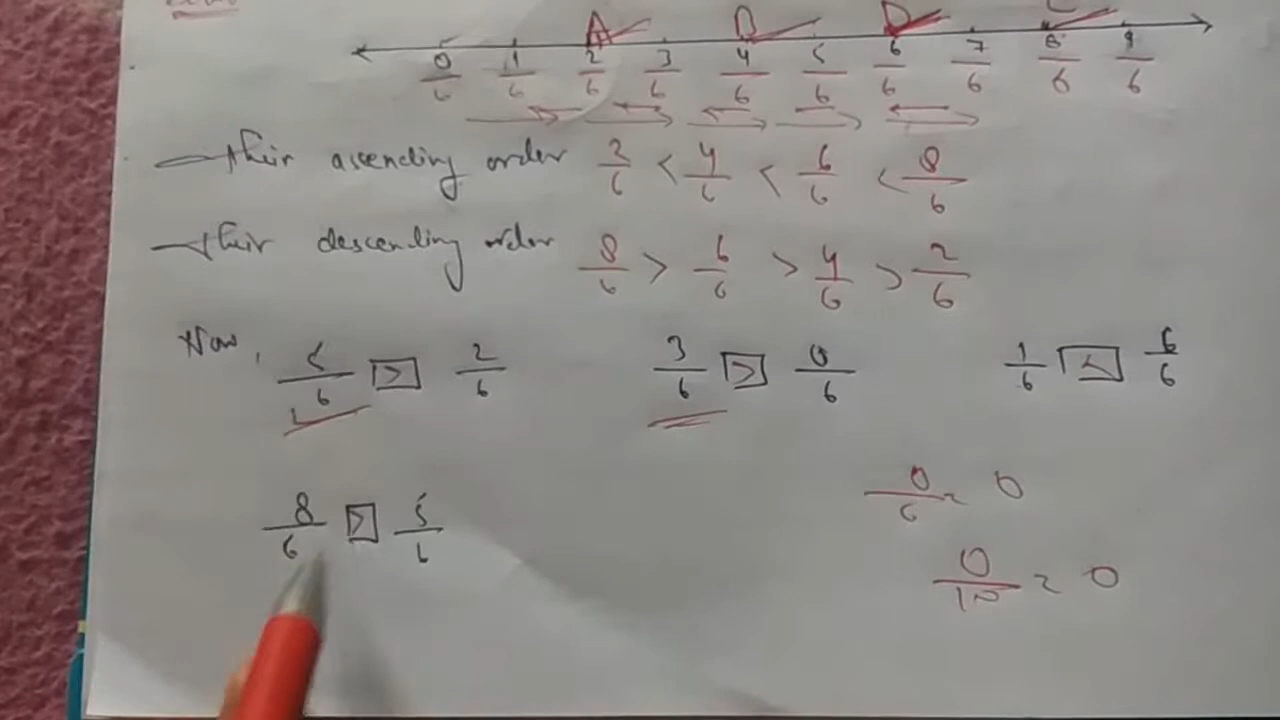 A B D C
0/6 1/6 2/6 3/6 4/6 5/6 6/6 7/6 8/6 9/6
Their ascending order 2/6 < 4/6 < 6/6 < 8/6
Their descending order 8/6 > 6/6 > 4/6 > 2/6
Now, 5/6 > 2/6 3/6 > 0/6 1/6 < 6/6
0/6 = 0
8/6 > 5/6
0/10 = 0